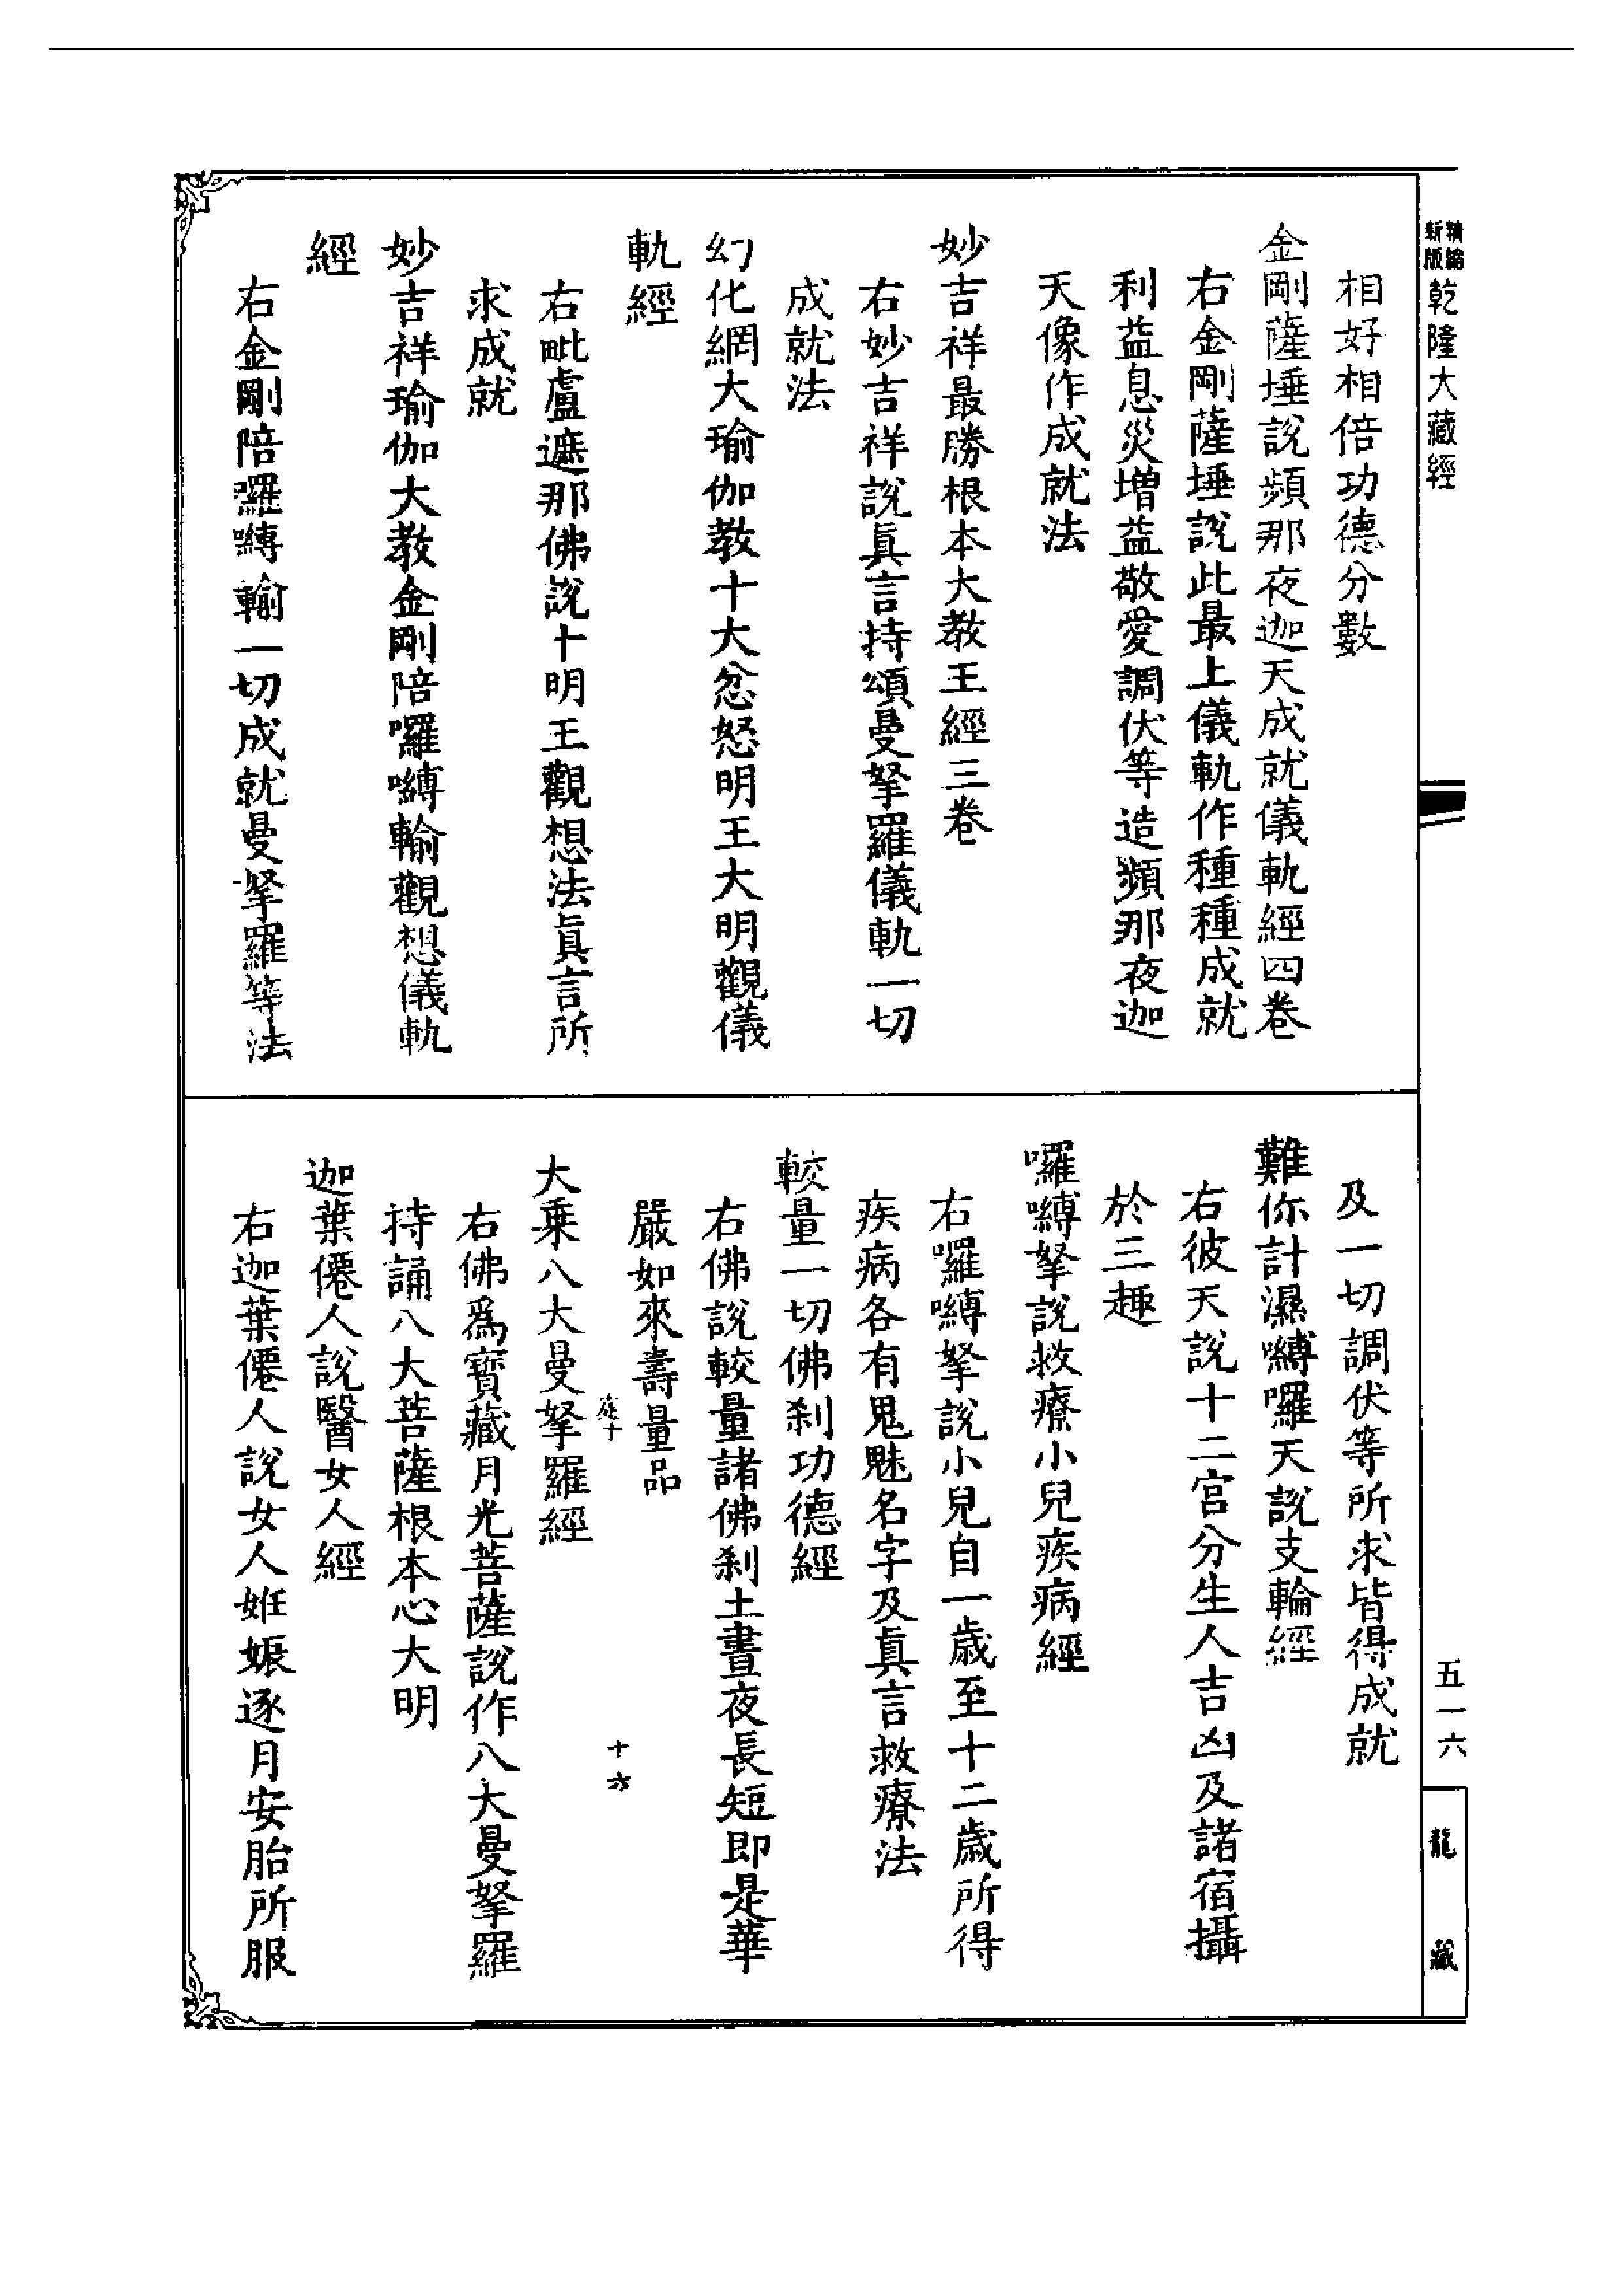 精縮
新版
乾隆大藏經
相好相倍功德分數
金剛薩埵說頻那夜迦天成就儀軌經四卷
右金剛薩埵說此最上儀軌作種種成就
利益息災增益敬愛調伏等造頻那夜迦
天像作成就法
妙吉祥最勝根本大教王經三卷
右妙吉祥說真言持頌曼拏羅儀軌一切
成就法
幻化網大瑜伽教十大忿怒明王大明觀儀
軌經
右毗盧遮那佛說十明王觀想法真言所
求成就
妙吉祥瑜伽大教金剛陪囉嚩輸觀想儀軌
經
右金剛陪囉嚩輸一切成就曼拏羅等法
及一切調伏等所求皆得成就
難你計濕嚩囉天說支輪經
右彼天說十二宮分生人吉凶及諸宿攝
於三趣
囉嚩拏說救療小兒疾病經
右囉嚩拏說小兒自一歲至十二歲所得
疾病各有鬼魅名字及真言救療法
較量一切佛剎功德經
右佛說較量諸佛剎土晝夜長短即是華
嚴如來壽量品
十
十六
大乘八大曼拏羅經
右佛為寶藏月光菩薩說作八大曼拏羅
持誦八大菩薩根本心大明
迦葉僊人說醫女人經
右迦葉僊人說女人姙娠逐月安胎所服
五一六
龍藏